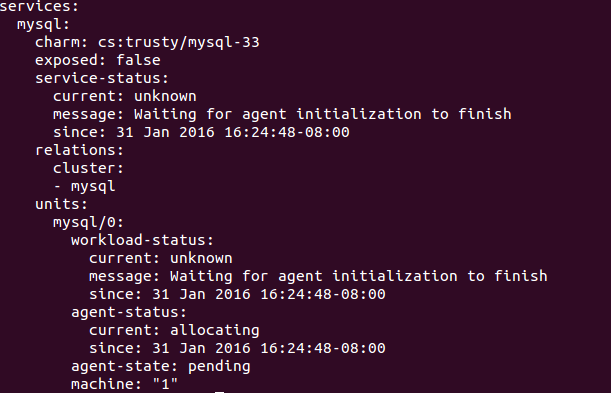 services:
  mysql:
    charm: cs:trusty/mysql-33
    exposed: false
    service-status:
      current: unknown
      message: Waiting for agent initialization to finish
      since: 31 Jan 2016 16:24:48-08:00
    relations:
      cluster:
      - mysql
    units:
      mysql/0:
        workload-status:
          current: unknown
          message: Waiting for agent initialization to finish
          since: 31 Jan 2016 16:24:48-08:00
        agent-status:
          current: allocating
          since: 31 Jan 2016 16:24:48-08:00
        agent-state: pending
        machine: "1"